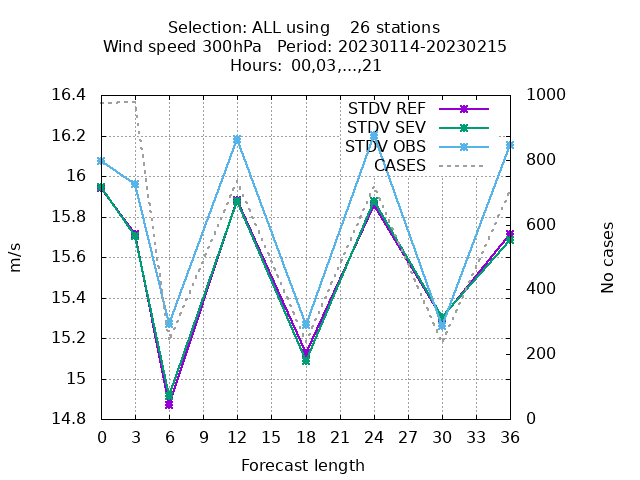 Selection: ALL using    26 stations
Wind speed 300hPa   Period: 20230114-20230215
Hours:  00,03,...,21
16.4
16.2
16
15.8
15.6
15.4
15.2
15
14.8
1000
800
600
400
200
0
STDV REF
STDV SEV
STDV OBS
CASES
m/s
No cases
0 3 6 9 12 15 18 21 24 27 30 33 36
Forecast length